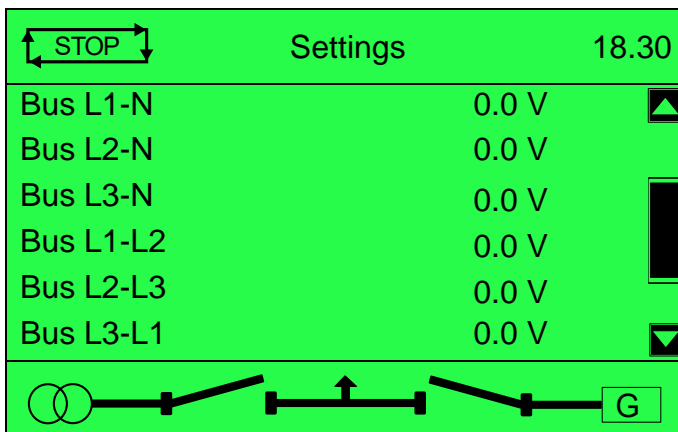 STOP Settings 18.30
Bus L1-N 0.0 V
Bus L2-N 0.0 V
Bus L3-N 0.0 V
Bus L1-L2 0.0 V
Bus L2-L3 0.0 V
Bus L3-L1 0.0 V
G